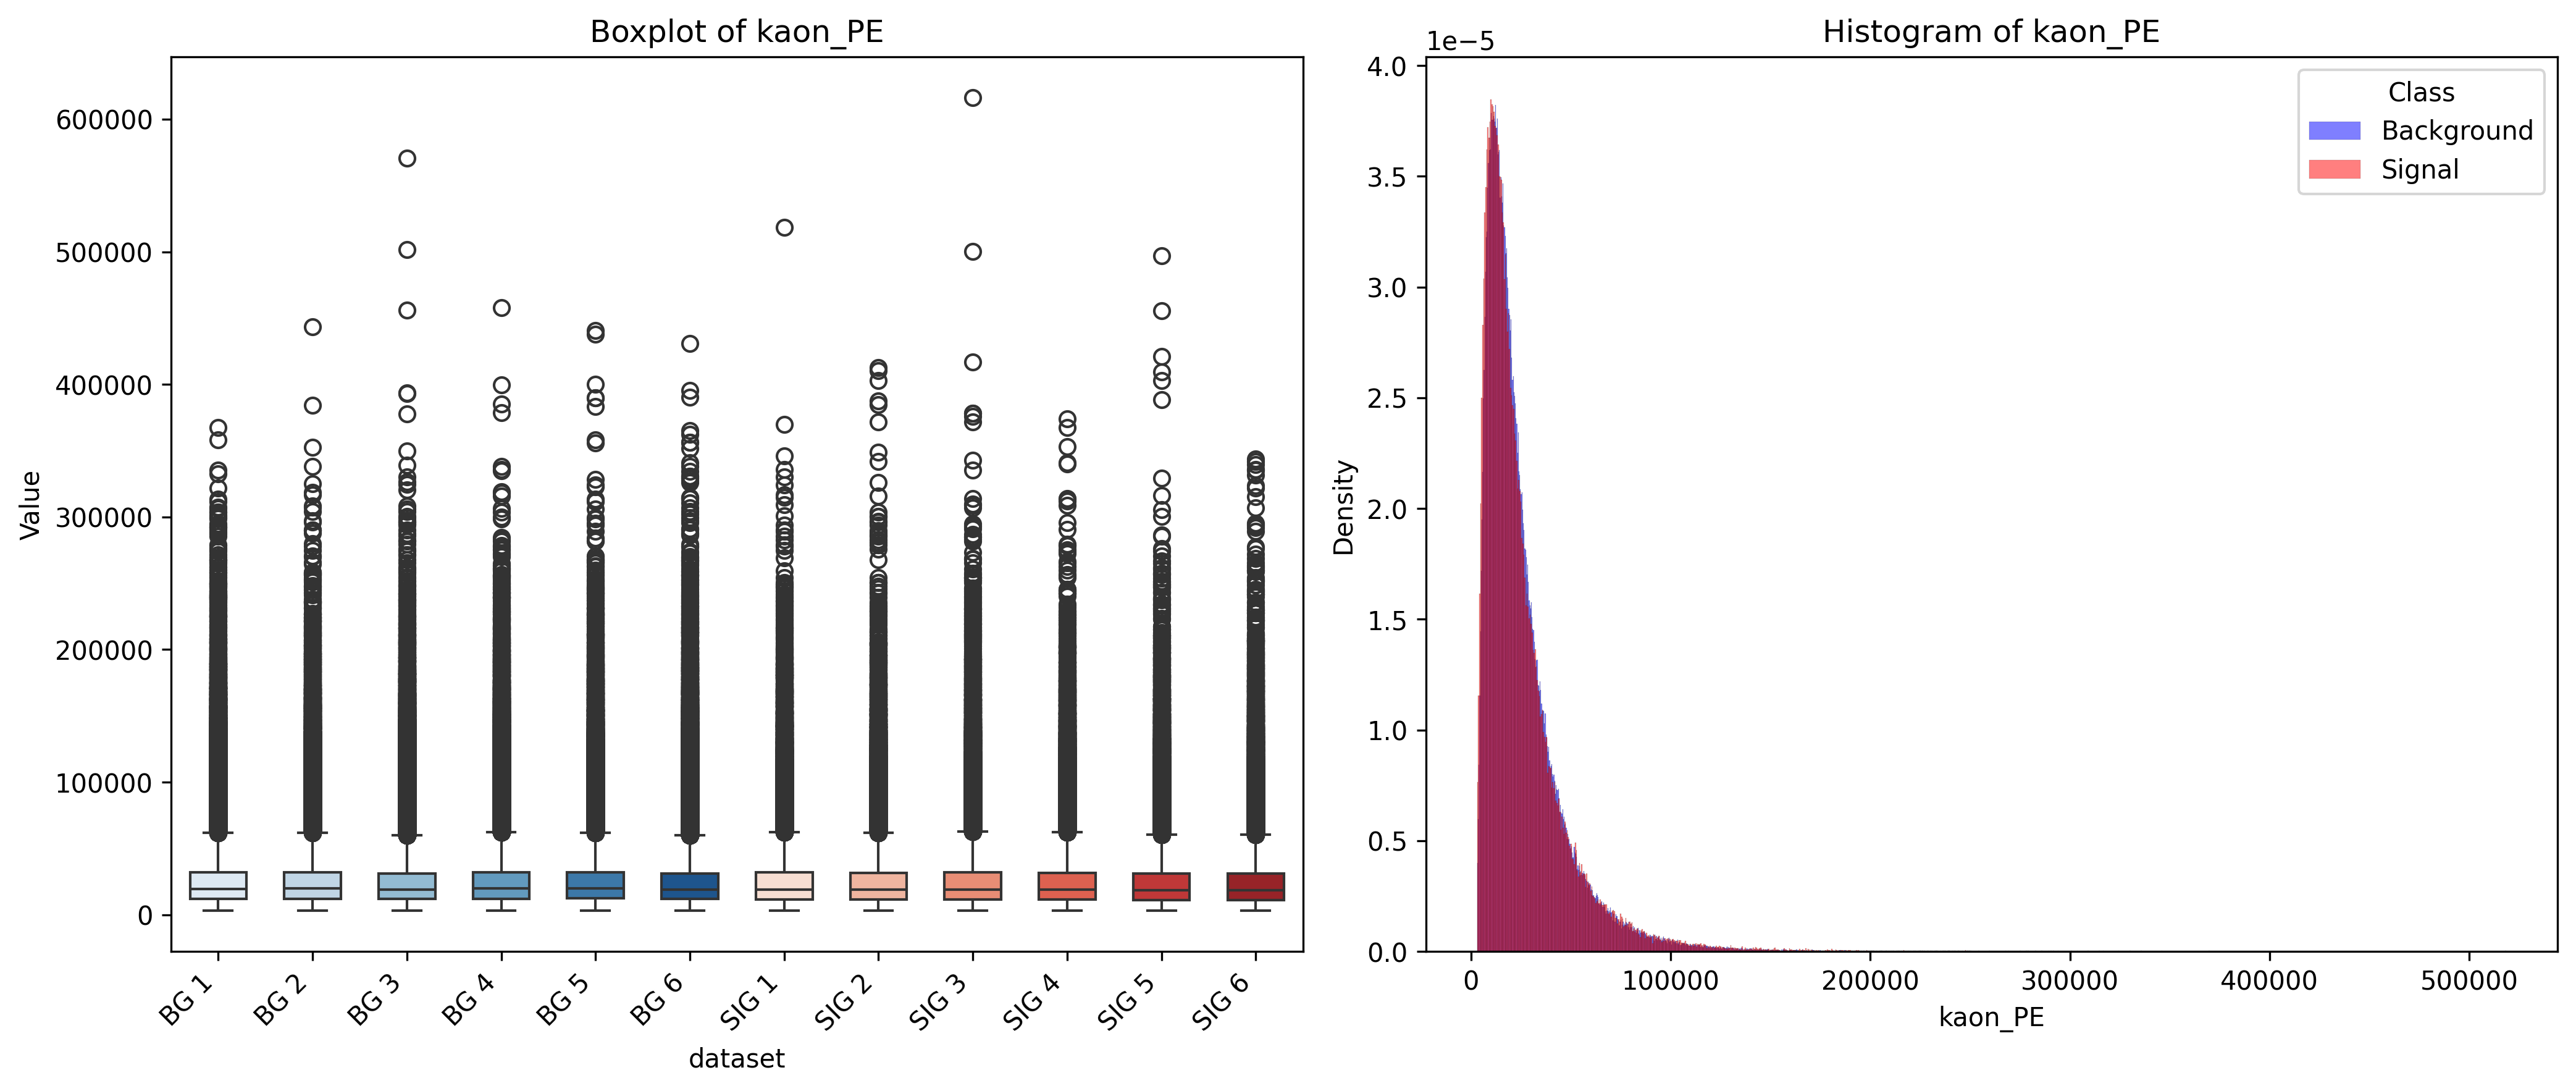 Boxplot of kaon_PE
Value
600000
500000
400000
300000
200000
100000
0
BG 1
BG 2
BG 3
BG 4
BG 5
BG 6
SIG 1
SIG 2
SIG 3
SIG 4
SIG 5
SIG 6
dataset
Histogram of kaon_PE
1e−5
Density
4.0
3.5
3.0
2.5
2.0
1.5
1.0
0.5
0.0
0
100000
200000
300000
400000
500000
kaon_PE
Class
Background
Signal